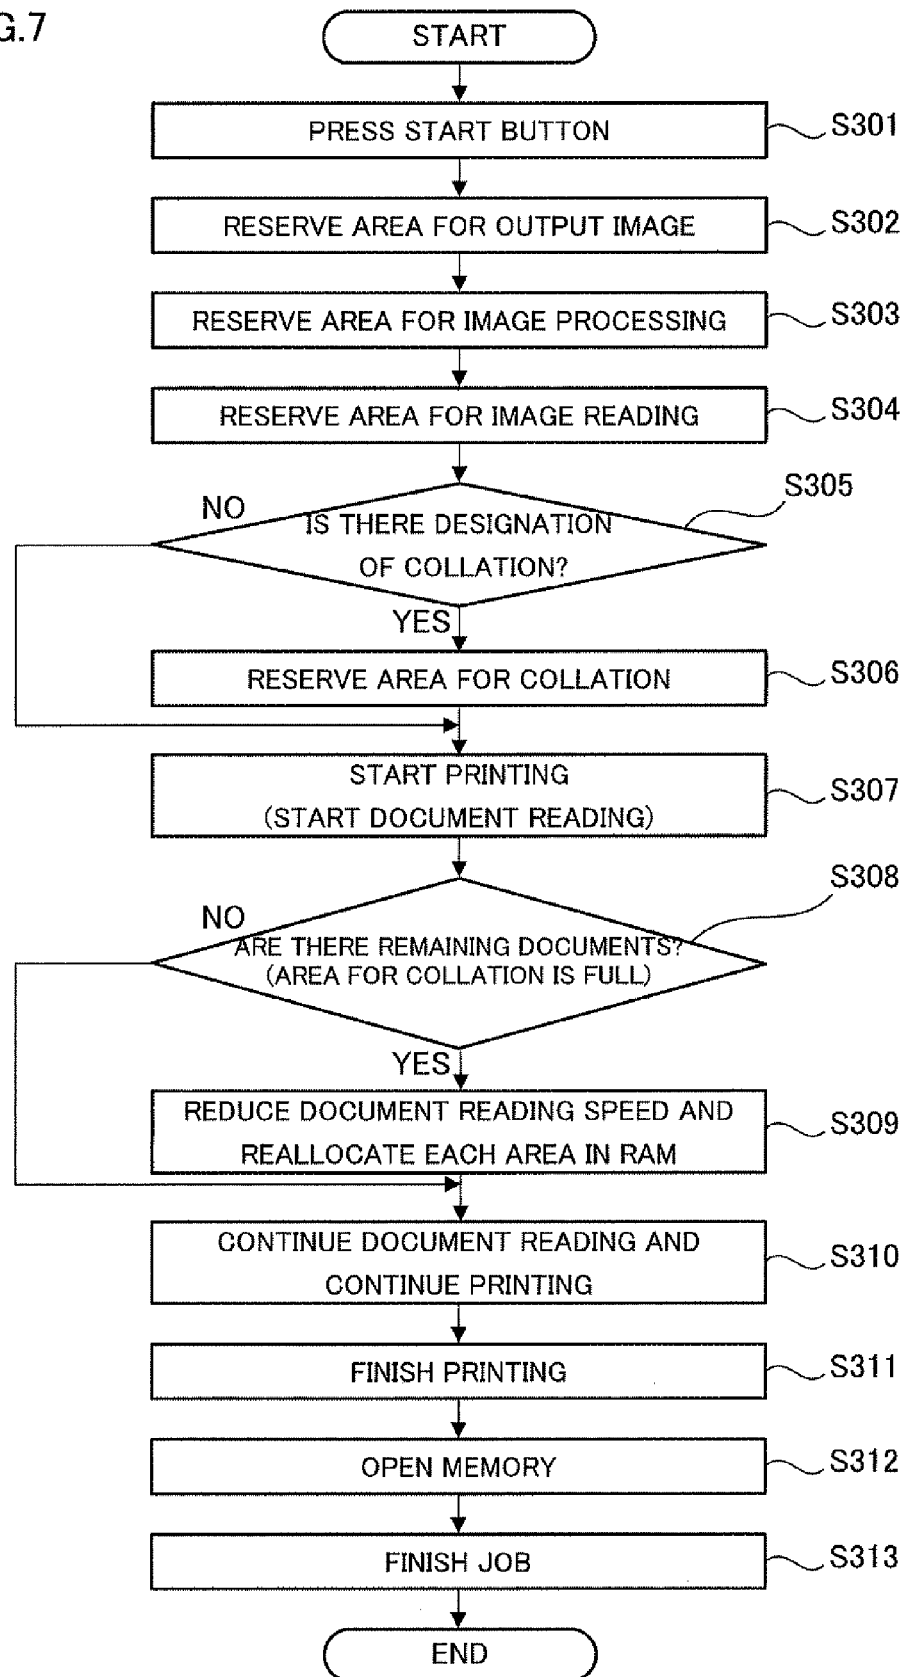 G.7
START
PRESS START BUTTON
S301
RESERVE AREA FOR OUTPUT IMAGE
S302
RESERVE AREA FOR IMAGE PROCESSING
S303
RESERVE AREA FOR IMAGE READING
S304
S305
NO
IS THERE DESIGNATION
OF COLLATION?
YES
RESERVE AREA FOR COLLATION
S306
START PRINTING
(START DOCUMENT READING)
S307
S308
NO
ARE THERE REMAINING DOCUMENTS?
(AREA FOR COLLATION IS FULL)
YES
REDUCE DOCUMENT READING SPEED AND
REALLOCATE EACH AREA IN RAM
S309
CONTINUE DOCUMENT READING AND
CONTINUE PRINTING
S310
FINISH PRINTING
S311
OPEN MEMORY
S312
FINISH JOB
S313
END